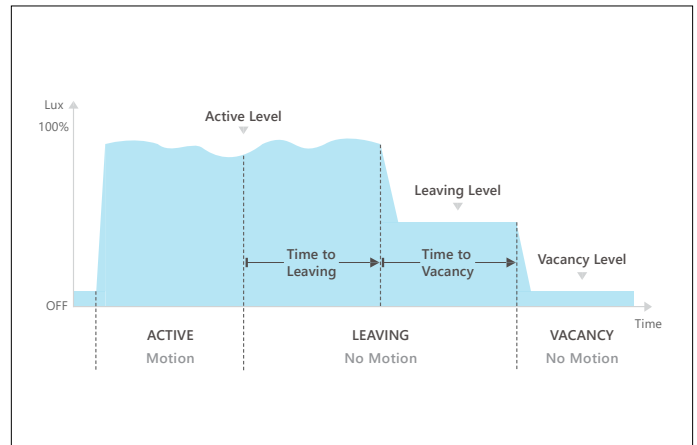 Lux
100%
Active Level
Leaving Level
Time to
Leaving
Time to
Vacancy
Vacancy Level
OFF
Time
ACTIVE
Motion
LEAVING
No Motion
VACANCY
No Motion